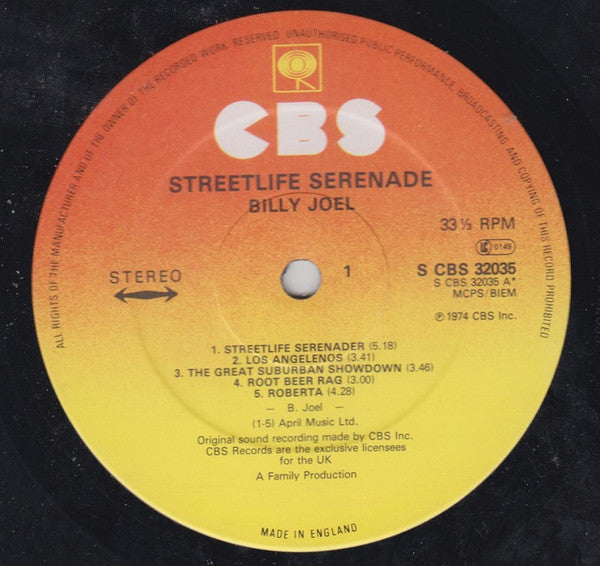 ALL RIGHTS OF THE MANUFACTURER AND OF THE OWNER OF THE RECORDED WORK RESERVED UNAUTHORISED PUBLIC PERFORMANCE, BROADCASTING AND COPYING OF THIS RECORD PROHIBITED
CBS
STREETLIFE SERENADE
BILLY JOEL
33⅓ RPM
LC 0149
STEREO
1
S CBS 32035
S CBS 32035 A*
MCPS/BIEM
℗ 1974 CBS Inc.
1. STREETLIFE SERENADER (5.18)
2. LOS ANGELENOS (3.41)
3. THE GREAT SUBURBAN SHOWDOWN (3.46)
4. ROOT BEER RAG (3.00)
5. ROBERTA (4.28)
— B. Joel —
(1-5) April Music Ltd.
Original sound recording made by CBS Inc.
CBS Records are the exclusive licensees
for the UK
A Family Production
MADE IN ENGLAND